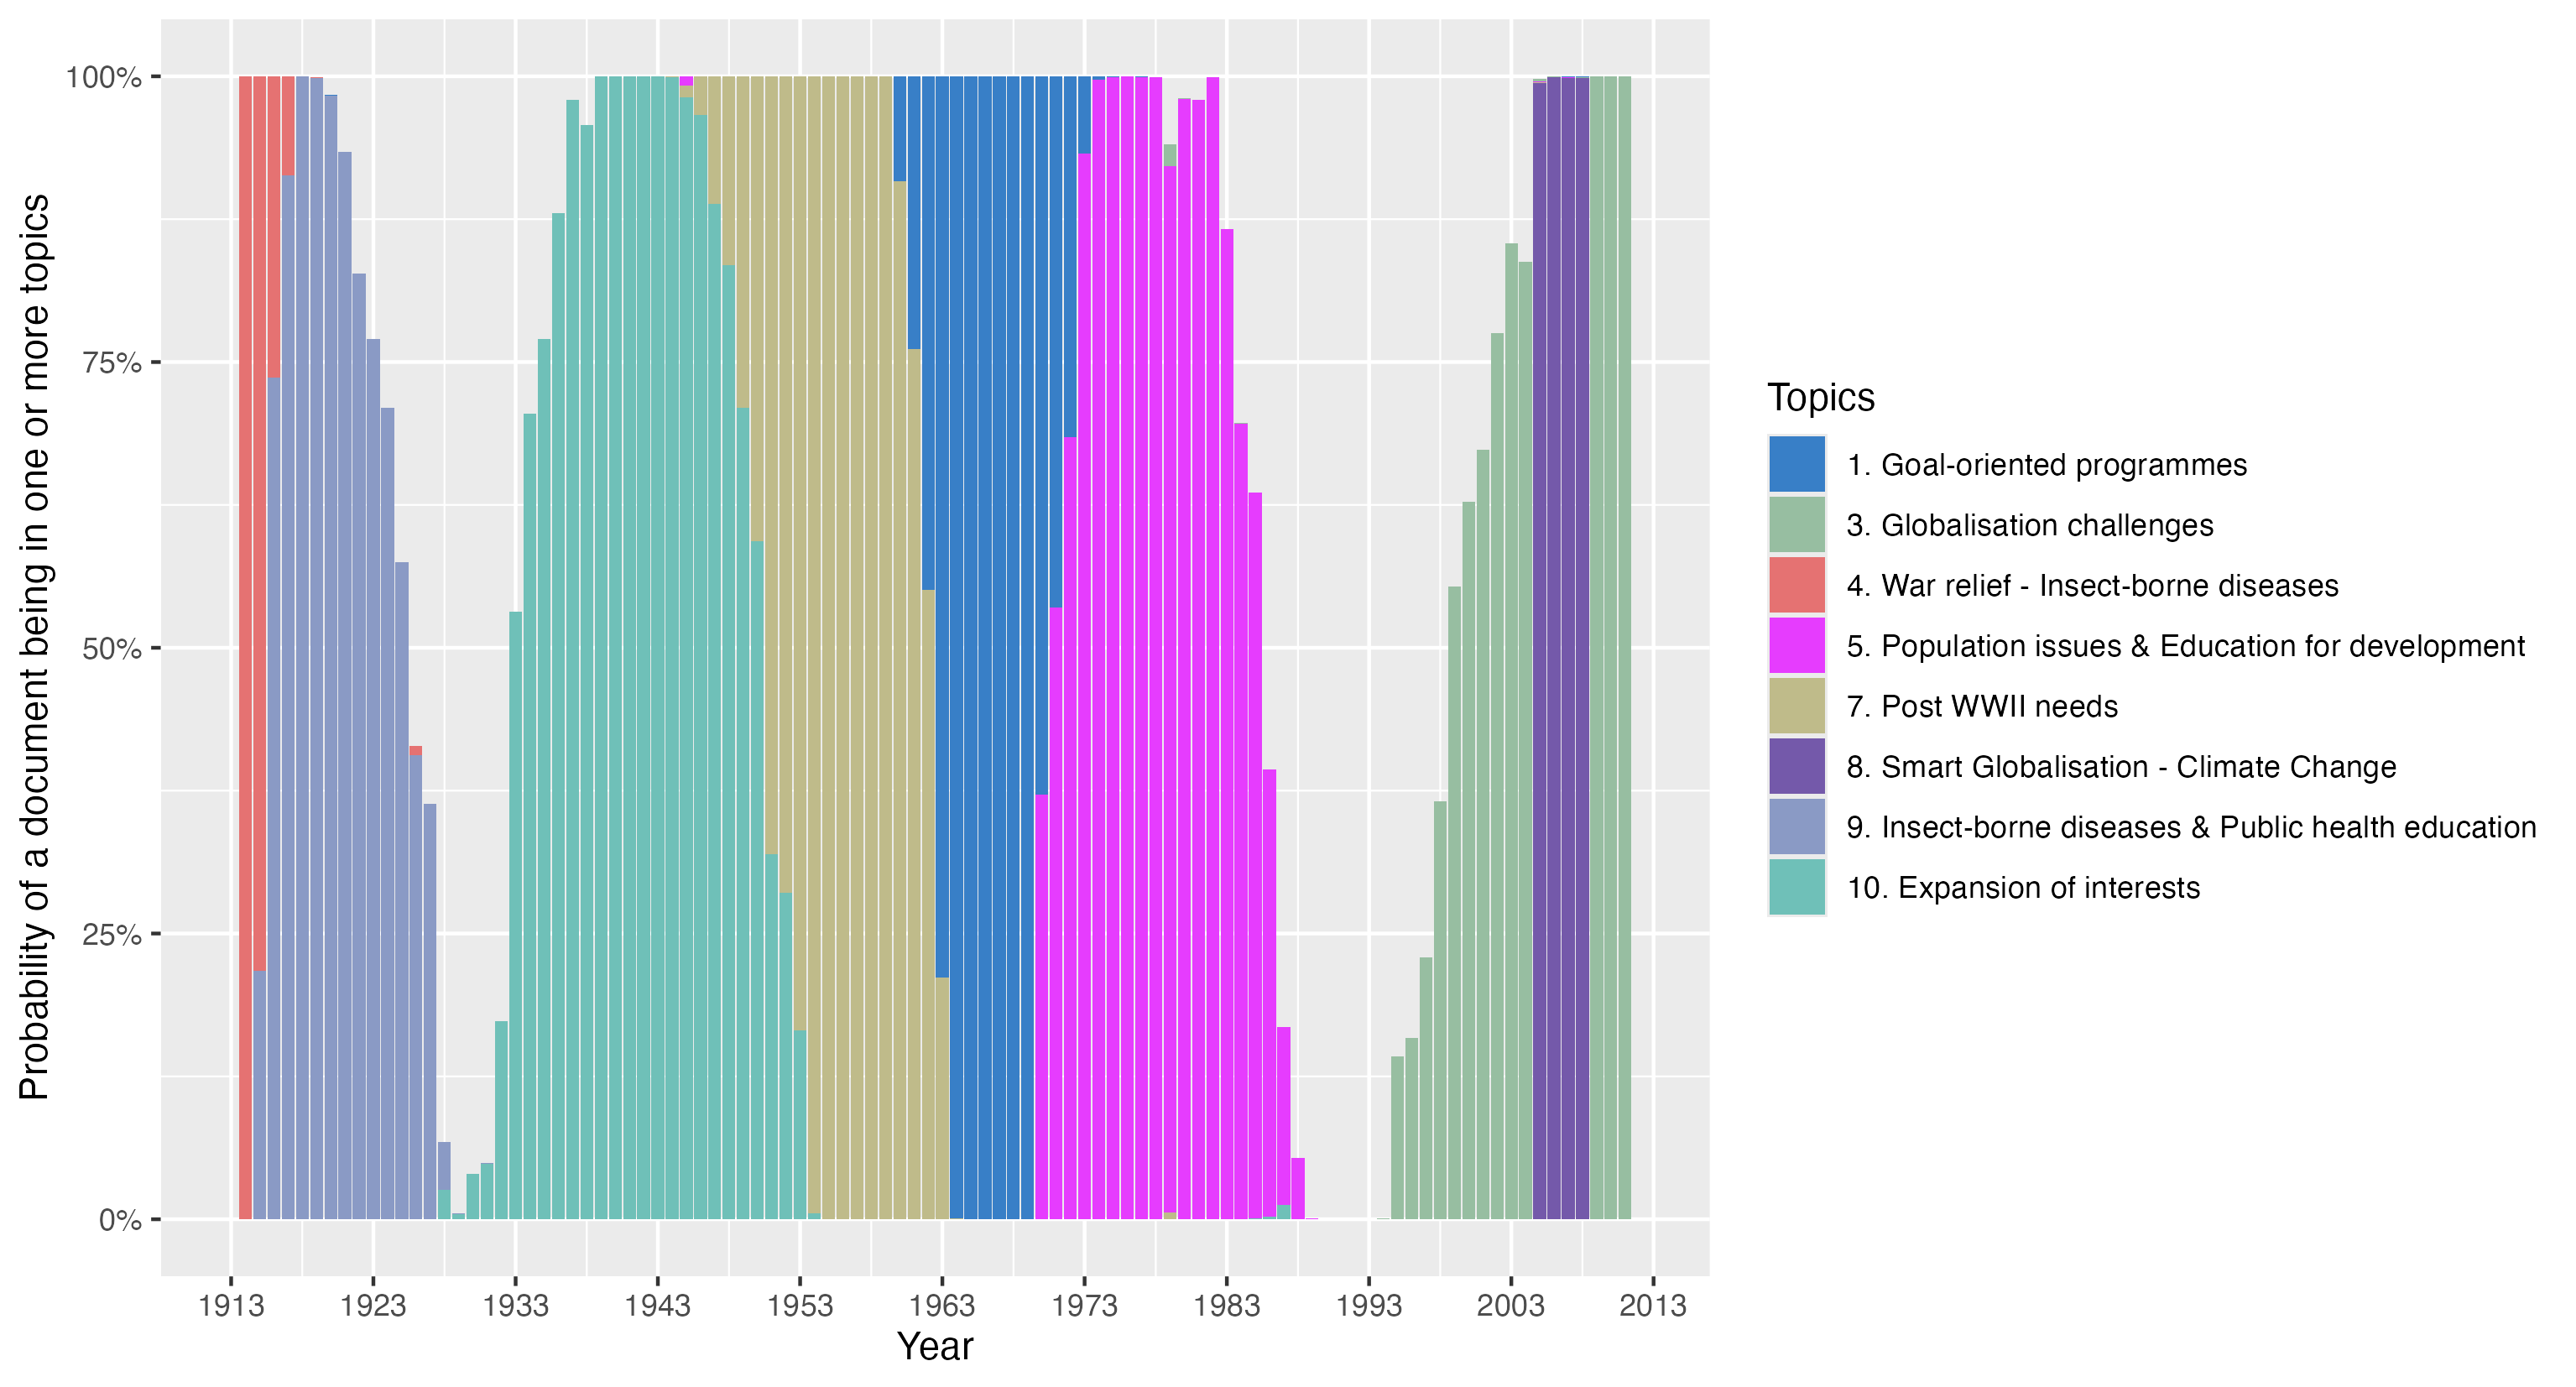 Probability of a document being in one or more topics
100%
75%
50%
25%
0%
1913 1923 1933 1943 1953 1963 1973 1983 1993 2003 2013
Year
Topics
1. Goal-oriented programmes
3. Globalisation challenges
4. War relief - Insect-borne diseases
5. Population issues & Education for development
7. Post WWII needs
8. Smart Globalisation - Climate Change
9. Insect-borne diseases & Public health education
10. Expansion of interests